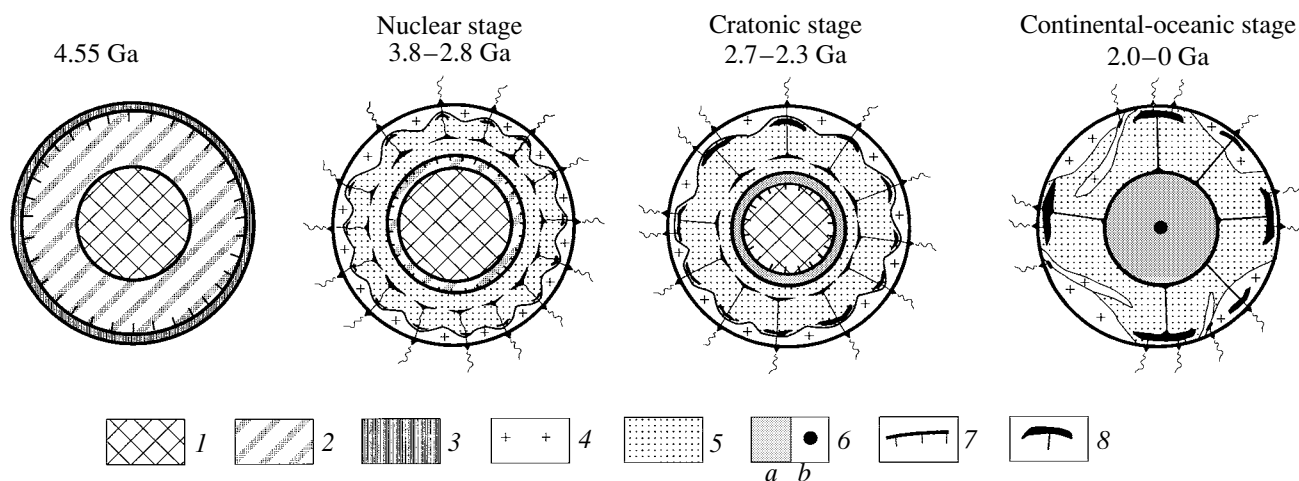 Nuclear stage
Cratonic stage
Continental-oceanic stage
4.55 Ga
3.8–2.8 Ga
2.7–2.3 Ga
2.0–0 Ga
1
2
3
4
5
6
7
8
a b